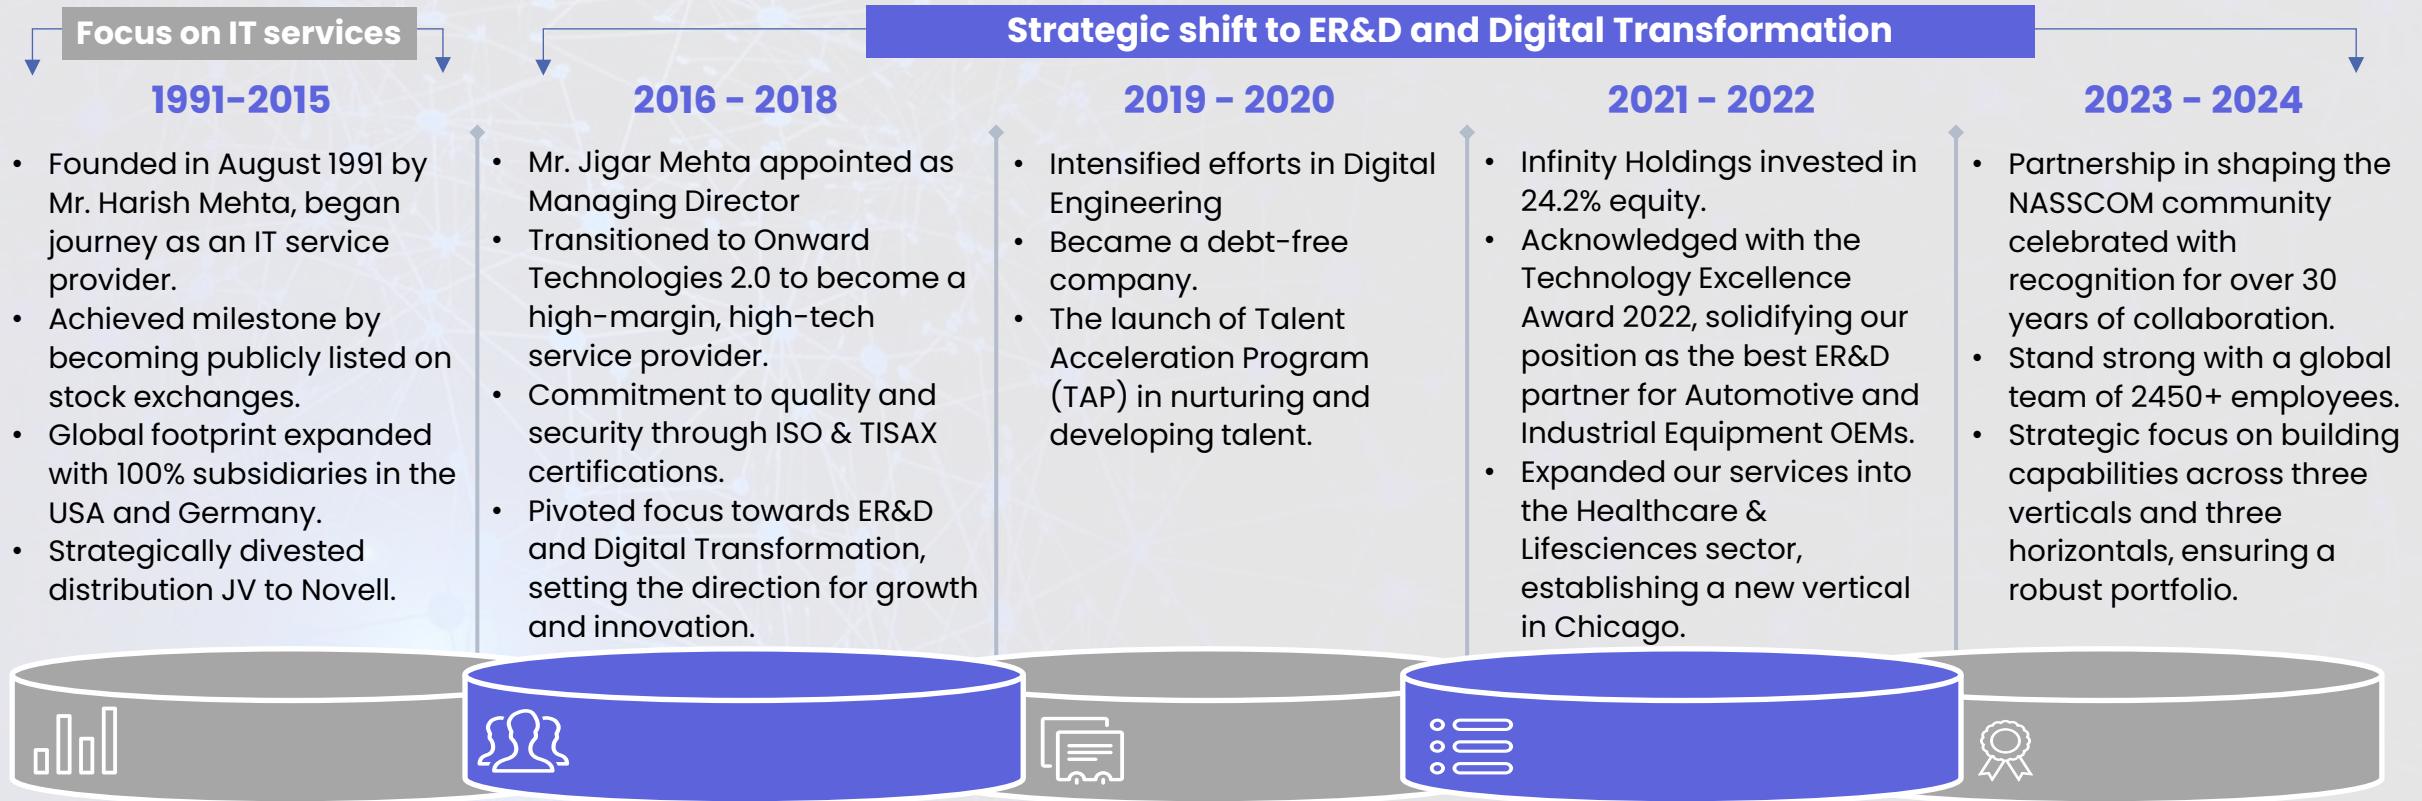 Focus on IT services
Strategic shift to ER&D and Digital Transformation
1991-2015
• Founded in August 1991 by
Mr. Harish Mehta, began
journey as an IT service
provider.
• Achieved milestone by
becoming publicly listed on
stock exchanges.
• Global footprint expanded
with 100% subsidiaries in the
USA and Germany.
• Strategically divested
distribution JV to Novell.
2016 - 2018
• Mr. Jigar Mehta appointed as
Managing Director
• Transitioned to Onward
Technologies 2.0 to become a
high-margin, high-tech
service provider.
• Commitment to quality and
security through ISO & TISAX
certifications.
• Pivoted focus towards ER&D
and Digital Transformation,
setting the direction for growth
and innovation.
2019 - 2020
• Intensified efforts in Digital
Engineering
• Became a debt-free
company.
• The launch of Talent
Acceleration Program
(TAP) in nurturing and
developing talent.
2021 - 2022
• Infinity Holdings invested in
24.2% equity.
• Acknowledged with the
Technology Excellence
Award 2022, solidifying our
position as the best ER&D
partner for Automotive and
Industrial Equipment OEMs.
• Expanded our services into
the Healthcare &
Lifesciences sector,
establishing a new vertical
in Chicago.
2023 - 2024
• Partnership in shaping the
NASSCOM community
celebrated with
recognition for over 30
years of collaboration.
• Stand strong with a global
team of 2450+ employees.
• Strategic focus on building
capabilities across three
verticals and three
horizontals, ensuring a
robust portfolio.